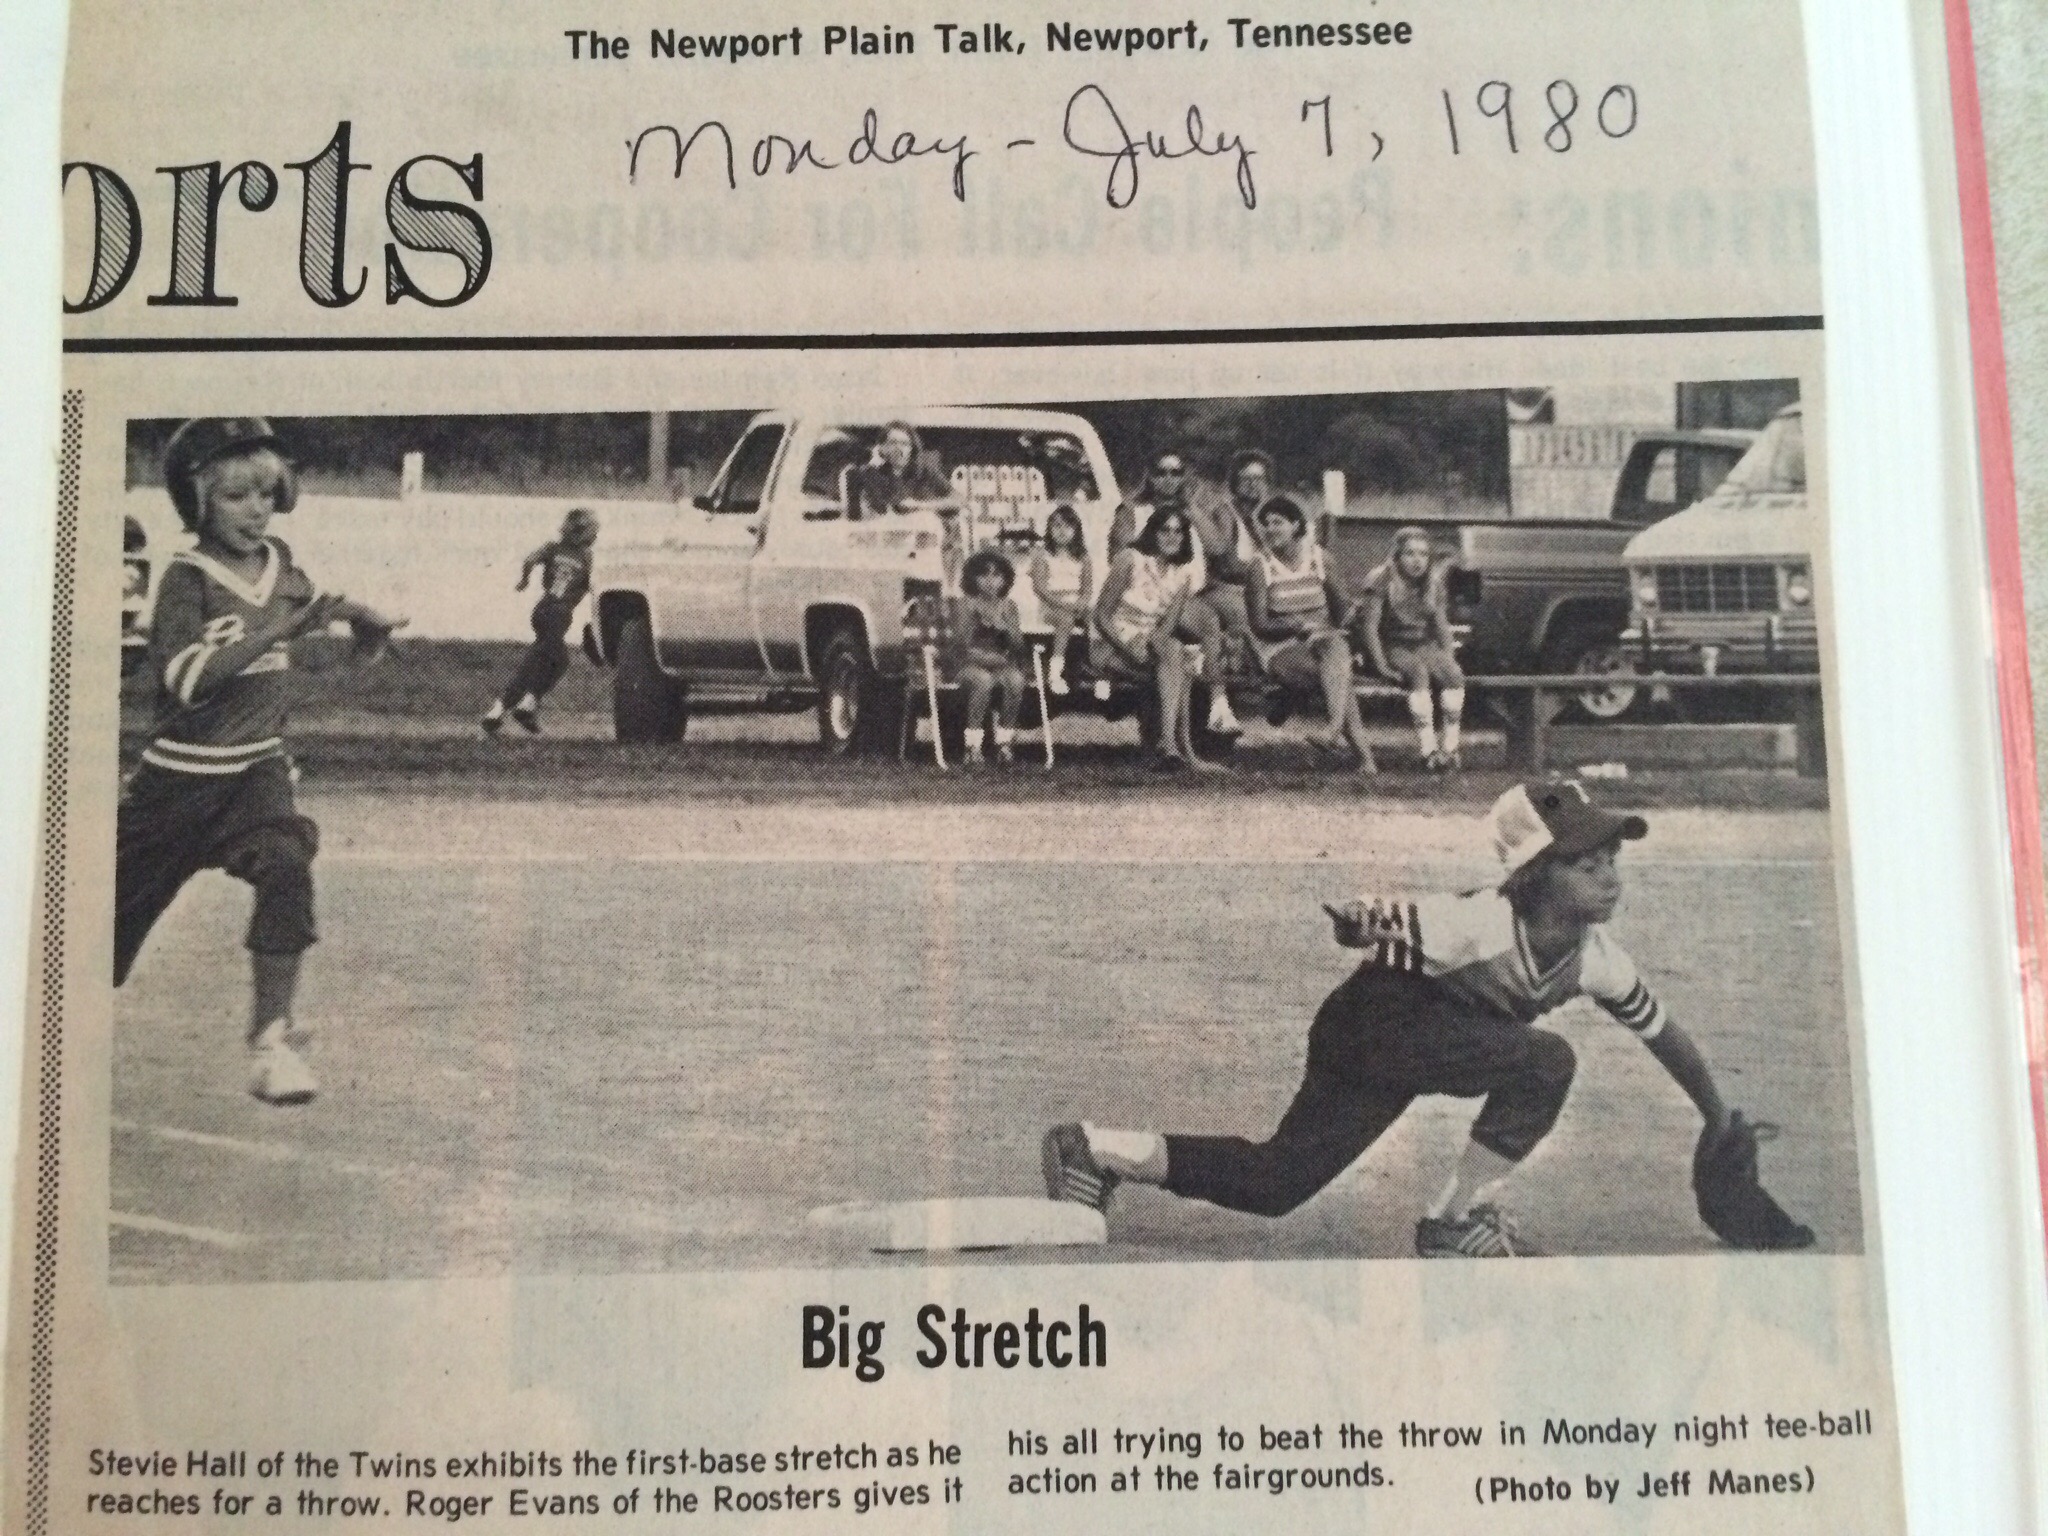 The Newport Plain Talk, Newport, Tennessee
Monday - July 7, 1980
orts
Big Stretch
Stevie Hall of the Twins exhibits the first-base stretch as he
reaches for a throw. Roger Evans of the Roosters gives it
his all trying to beat the throw in Monday night tee-ball
action at the fairgrounds. (Photo by Jeff Manes)